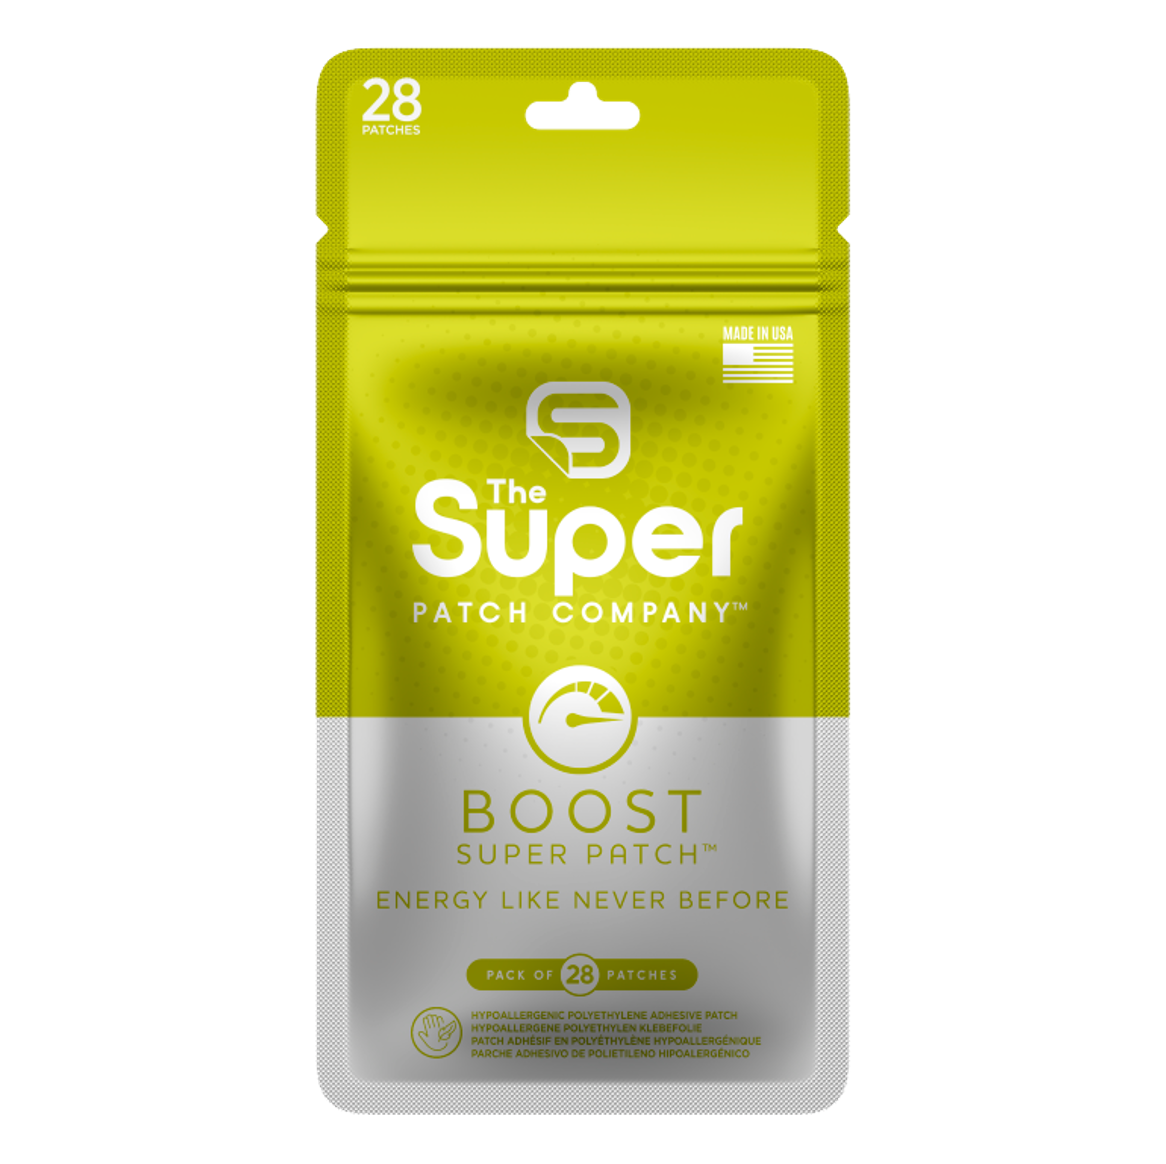 28
PATCHES
MADE IN USA
S
The
Super
PATCH COMPANY™
BOOST
SUPER PATCH™
ENERGY LIKE NEVER BEFORE
PACK OF 28 PATCHES
HYPOALLERGENIC POLYETHYLENE ADHESIVE PATCH
HYPOALLERGENE POLYETHYLEN KLEBEFOLIE
PATCH ADHÉSIF EN POLYÉTHYLÈNE HYPOALLERGÉNIQUE
PARCHE ADHESIVO DE POLIETILENO HIPOALERGÉNICO